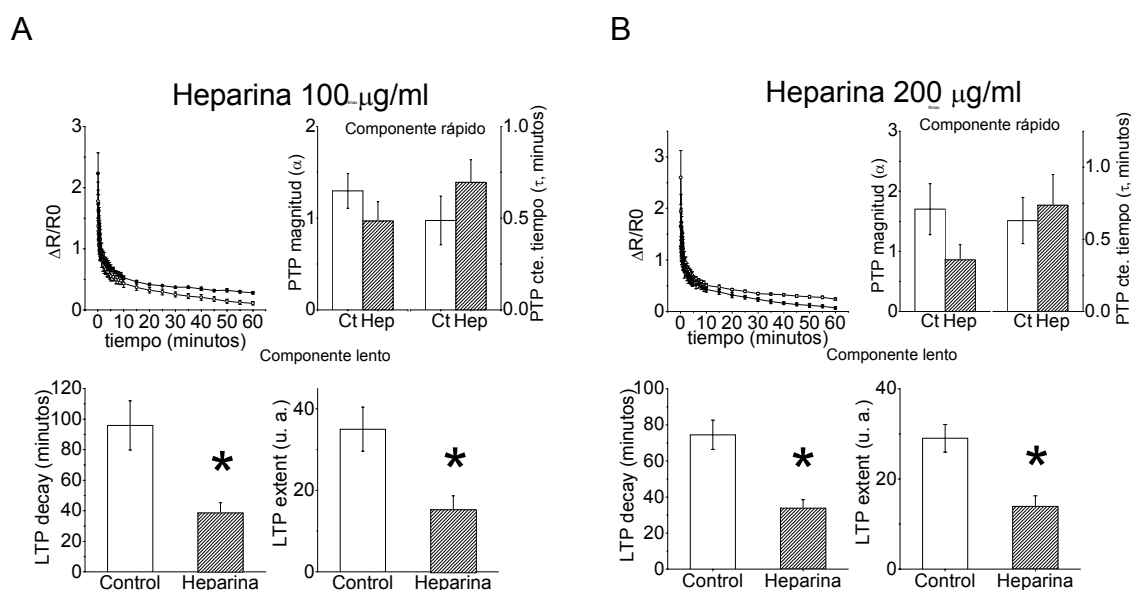 A
Heparina 100 μg/ml
3
2
1
0
ΔR/R0
0 10 20 30 40 50 60
tiempo (minutos)
Componente rápido
2
1
0
PTP magnitud (α)
1.0
0.5
0.0
PTP cte. tiempo (τ, minutos)
Ct Hep
Ct Hep
Componente lento
120
100
80
60
40
20
0
LTP decay (minutos)
Control Heparina
*
40
20
0
LTP extent (u. a.)
Control Heparina
*
B
Heparina 200 μg/ml
3
2
1
0
ΔR/R0
0 10 20 30 40 50 60
tiempo (minutos)
Componente rápido
3
2
1
0
PTP magnitud (α)
1.0
0.5
0.0
PTP cte. tiempo (τ, minutos)
Ct Hep
Ct Hep
Componente lento
100
80
60
40
20
0
LTP decay (minutos)
Control Heparina
*
40
20
0
LTP extent (u. a.)
Control Heparina
*